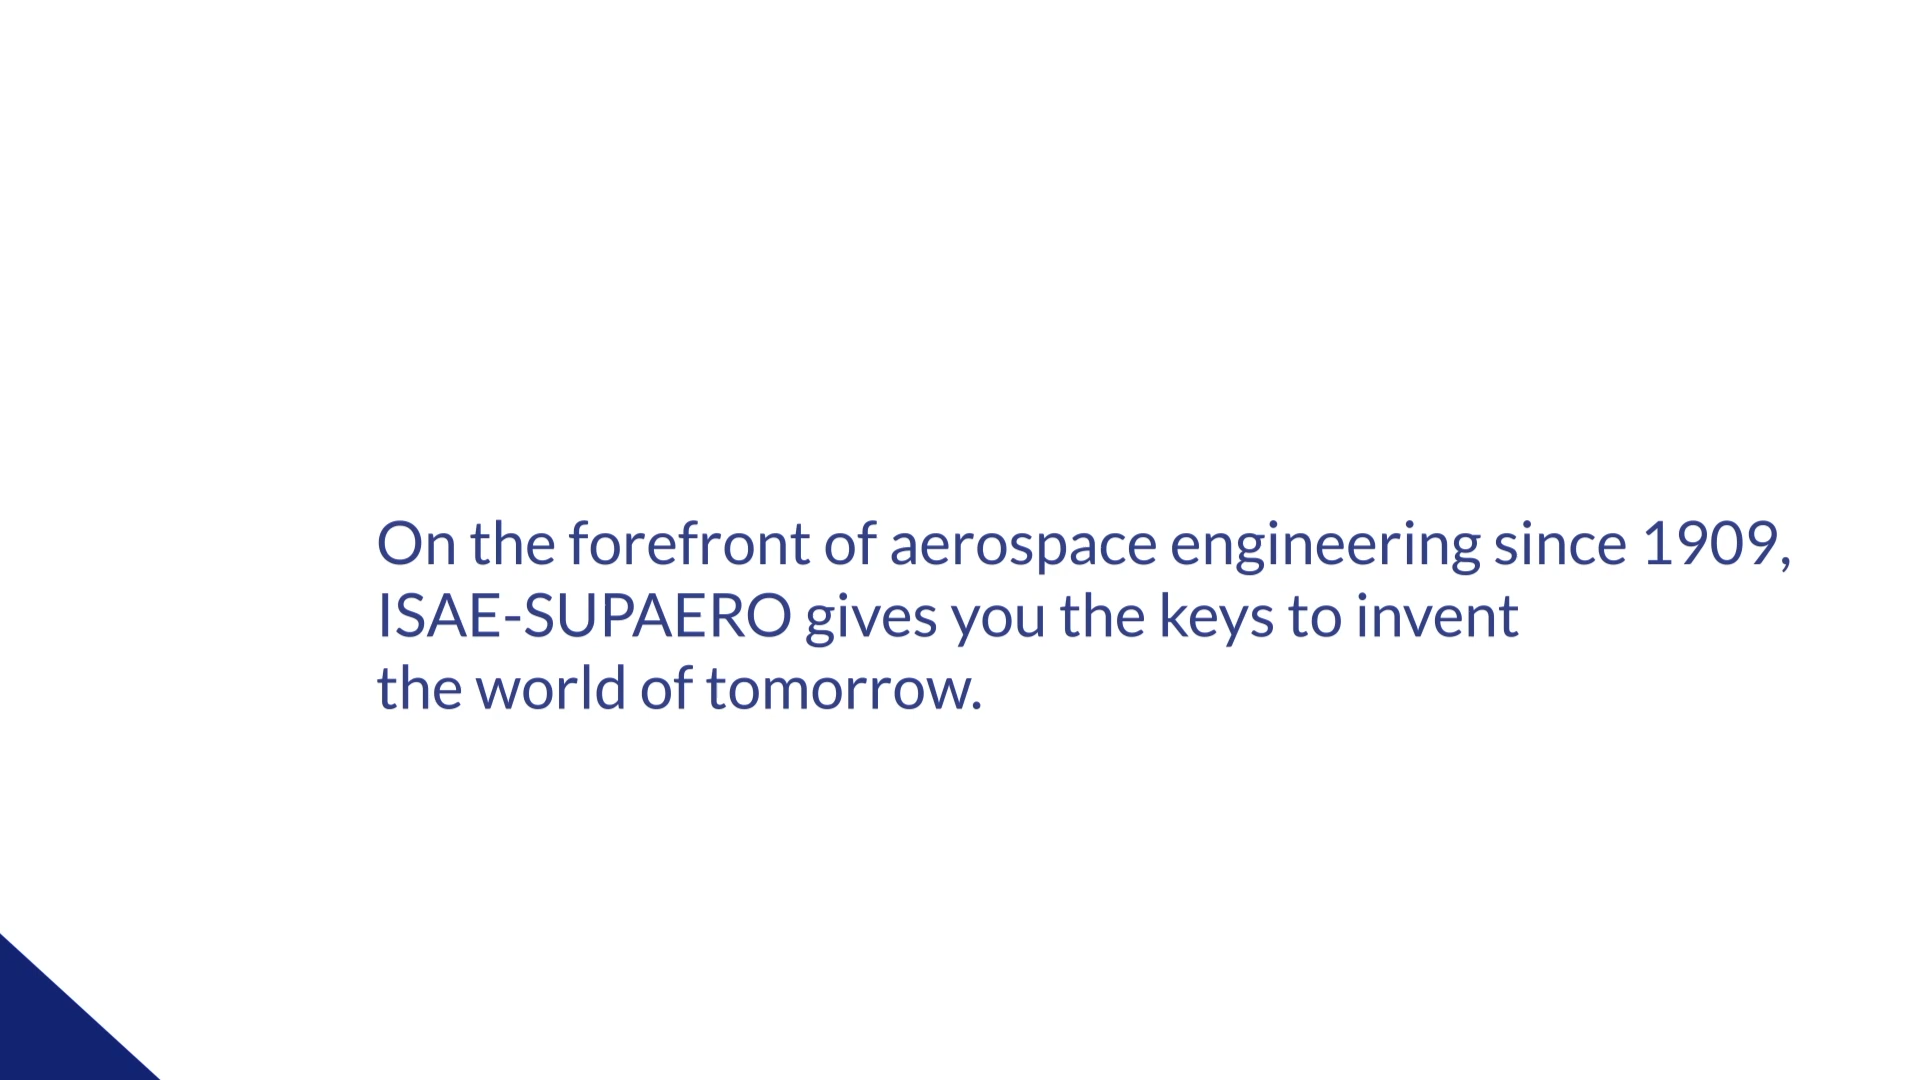 On the forefront of aerospace engineering since 1909,
ISAE-SUPAERO gives you the keys to invent
the world of tomorrow.